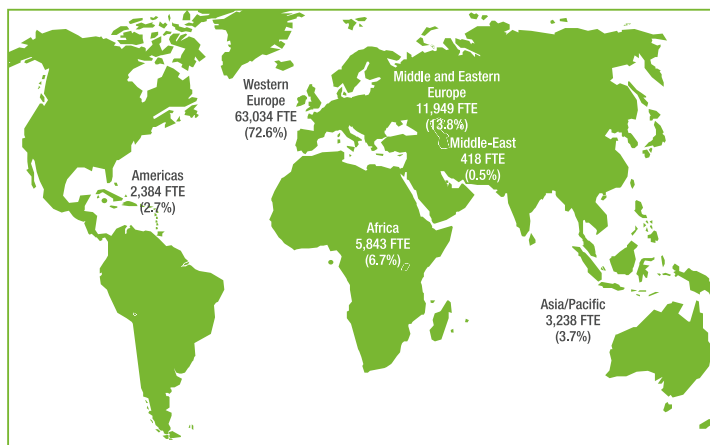 Western
Europe
63,034 FTE
(72.6%)
Middle and Eastern
Europe
11,949 FTE
(13.8%)
Middle-East
418 FTE
(0.5%)
Americas
2,384 FTE
(2.7%)
Africa
5,843 FTE
(6.7%)
Asia/Pacific
3,238 FTE
(3.7%)